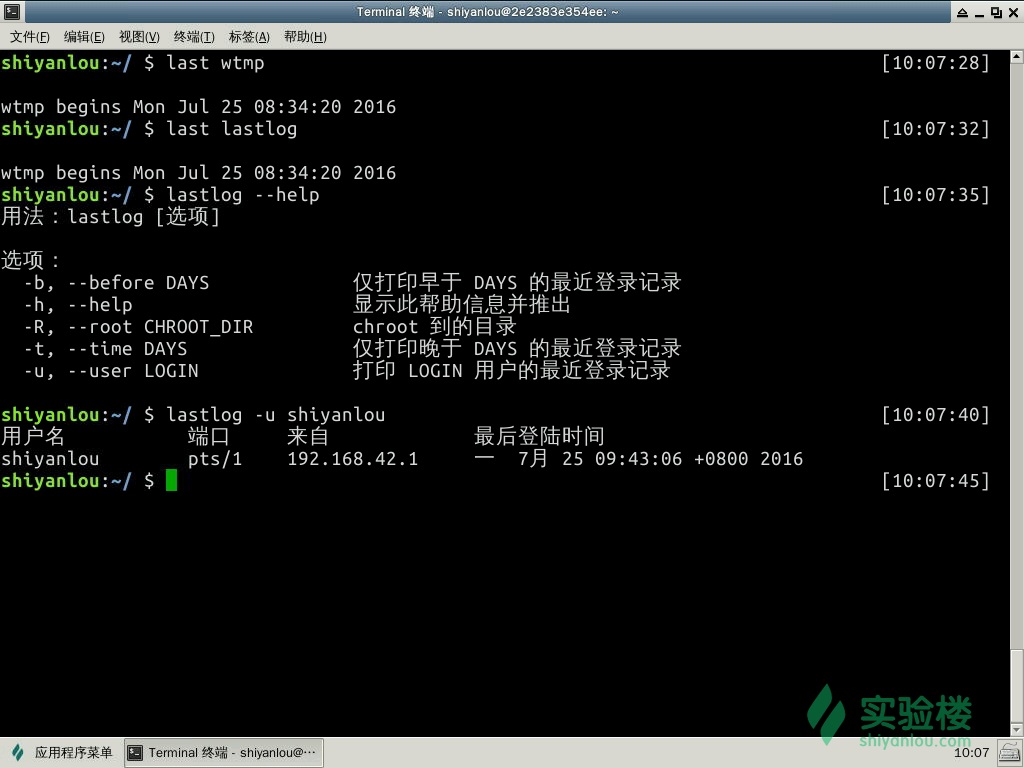 Terminal 终端 - shiyanlou@2e2383e354ee: ~
文件(F) 编辑(E) 视图(V) 终端(T) 标签(A) 帮助(H)
shiyanlou:~/ $ last wtmp [10:07:28]
wtmp begins Mon Jul 25 08:34:20 2016
shiyanlou:~/ $ last lastlog [10:07:32]
wtmp begins Mon Jul 25 08:34:20 2016
shiyanlou:~/ $ lastlog --help [10:07:35]
用法：lastlog [选项]
选项：
-b, --before DAYS 仅打印早于 DAYS 的最近登录记录
-h, --help 显示此帮助信息并推出
-R, --root CHROOT_DIR chroot 到的目录
-t, --time DAYS 仅打印晚于 DAYS 的最近登录记录
-u, --user LOGIN 打印 LOGIN 用户的最近登录记录
shiyanlou:~/ $ lastlog -u shiyanlou [10:07:40]
用户名 端口 来自 最后登陆时间
shiyanlou pts/1 192.168.42.1 一 7月 25 09:43:06 +0800 2016
shiyanlou:~/ $ [10:07:45]
实验楼
shiyanlou.com
应用程序菜单 Terminal 终端 - shiyanlou@⋯ 10:07